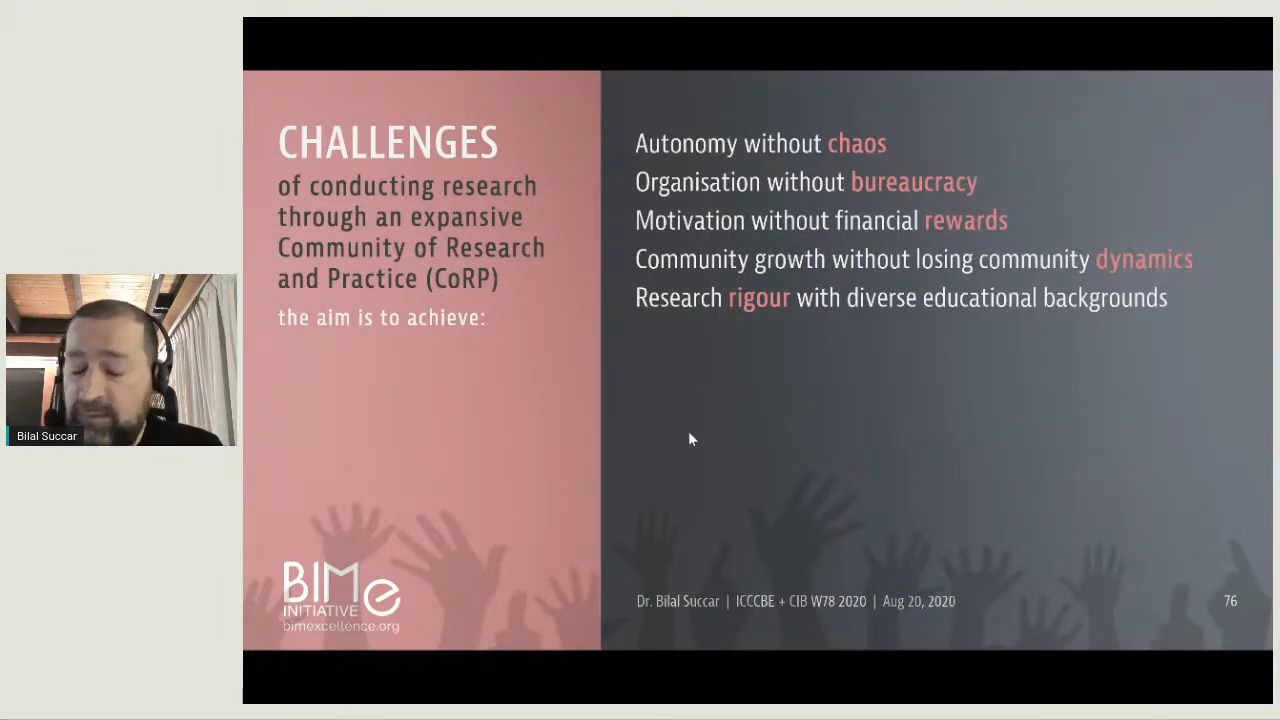 CHALLENGES
of conducting research
through an expansive
Community of Research
and Practice (CoRP)
the aim is to achieve:
Autonomy without chaos
Organisation without bureaucracy
Motivation without financial rewards
Community growth without losing community dynamics
Research rigour with diverse educational backgrounds
Bilal Succar
BIMe
INITIATIVE
bimexcellence.org
Dr. Bilal Succar | ICCCBE + CIB W78 2020 | Aug 20, 2020
76